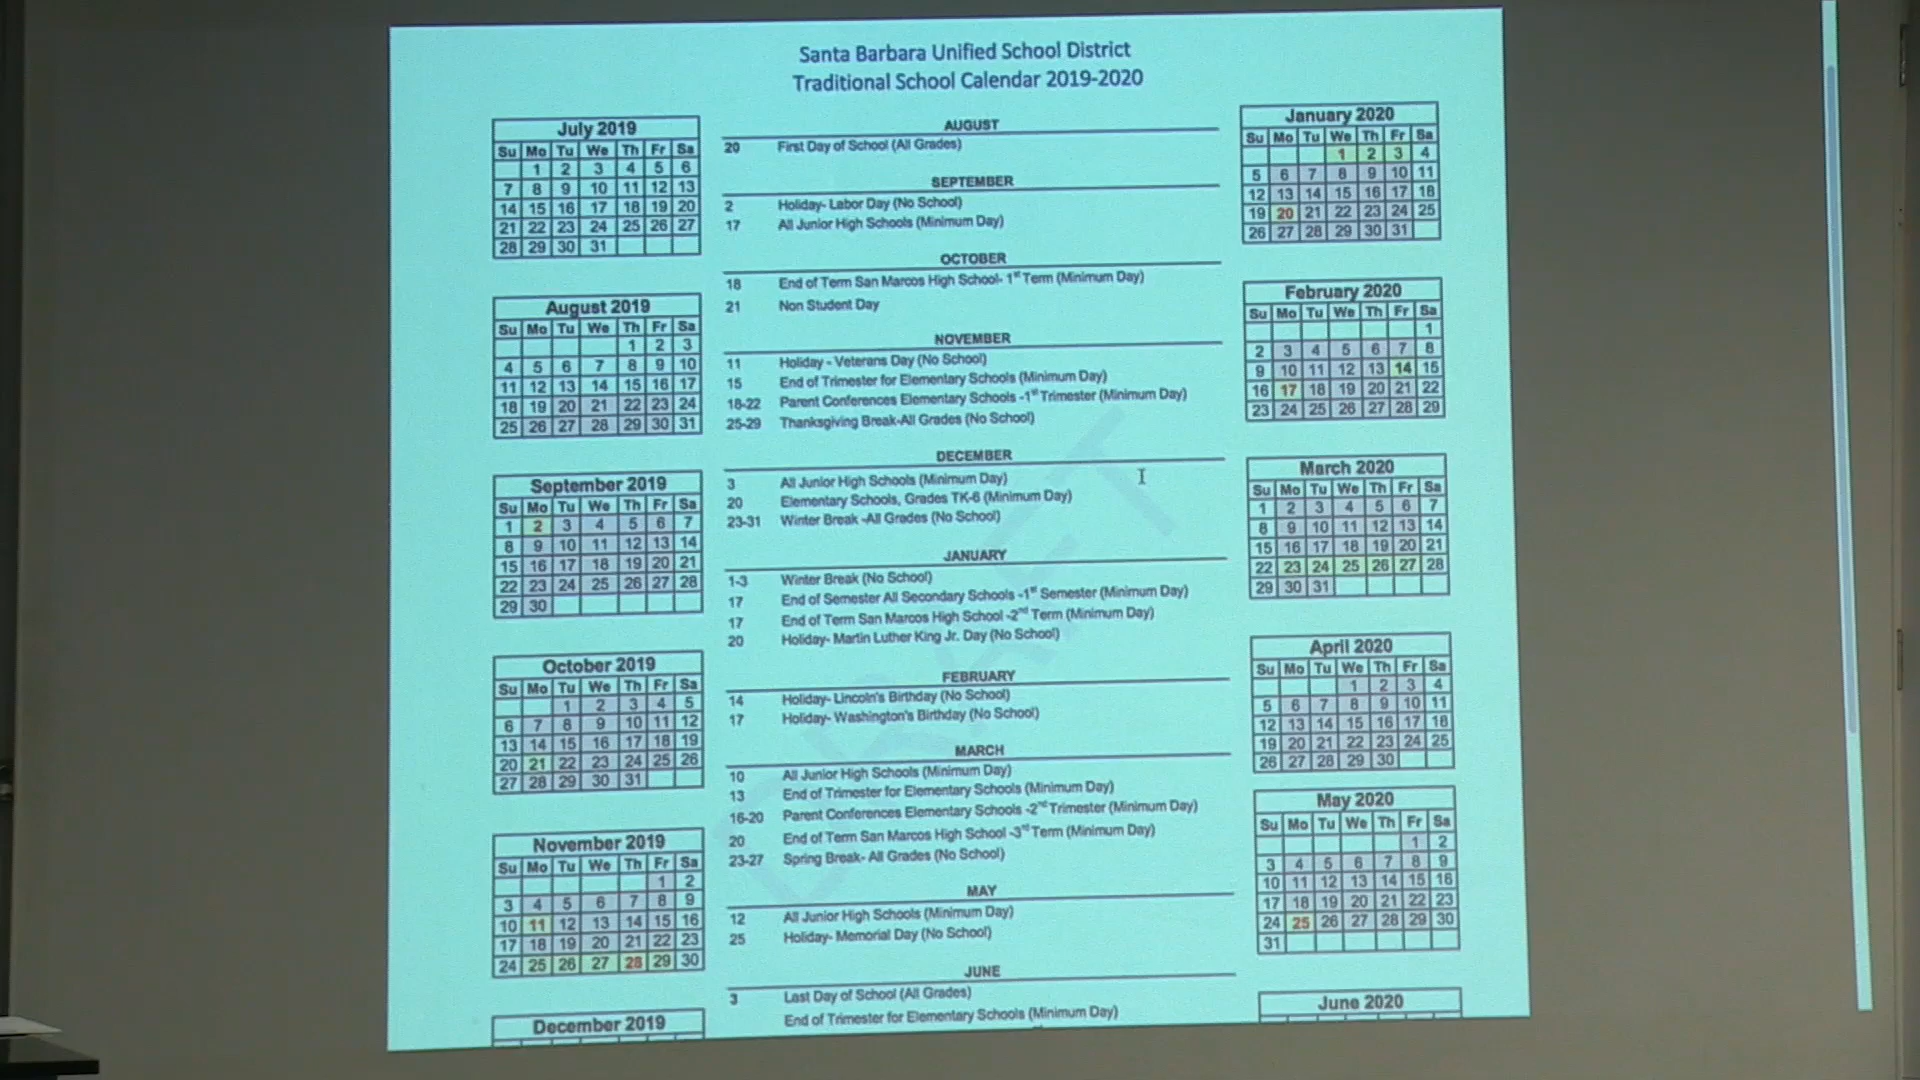 Santa Barbara Unified School District
Traditional School Calendar 2019-2020
July 2019
Su Mo Tu We Th Fr Sa
1 2 3 4 5 6
7 8 9 10 11 12 13
14 15 16 17 18 19 20
21 22 23 24 25 26 27
28 29 30 31
August 2019
Su Mo Tu We Th Fr Sa
1 2 3
4 5 6 7 8 9 10
11 12 13 14 15 16 17
18 19 20 21 22 23 24
25 26 27 28 29 30 31
September 2019
Su Mo Tu We Th Fr Sa
1 2 3 4 5 6 7
8 9 10 11 12 13 14
15 16 17 18 19 20 21
22 23 24 25 26 27 28
29 30
October 2019
Su Mo Tu We Th Fr Sa
1 2 3 4 5
6 7 8 9 10 11 12
13 14 15 16 17 18 19
20 21 22 23 24 25 26
27 28 29 30 31
November 2019
Su Mo Tu We Th Fr Sa
1 2
3 4 5 6 7 8 9
10 11 12 13 14 15 16
17 18 19 20 21 22 23
24 25 26 27 28 29 30
December 2019
AUGUST
20 First Day of School (All Grades)
SEPTEMBER
2 Holiday- Labor Day (No School)
17 All Junior High Schools (Minimum Day)
OCTOBER
18 End of Term San Marcos High School- 1st Term (Minimum Day)
21 Non Student Day
NOVEMBER
11 Holiday - Veterans Day (No School)
15 End of Trimester for Elementary Schools (Minimum Day)
18-22 Parent Conferences Elementary Schools -1st Trimester (Minimum Day)
25-29 Thanksgiving Break-All Grades (No School)
DECEMBER
3 All Junior High Schools (Minimum Day)
20 Elementary Schools, Grades TK-6 (Minimum Day)
23-31 Winter Break -All Grades (No School)
JANUARY
1-3 Winter Break (No School)
17 End of Semester All Secondary Schools -1st Semester (Minimum Day)
17 End of Term San Marcos High School -2nd Term (Minimum Day)
20 Holiday- Martin Luther King Jr. Day (No School)
FEBRUARY
14 Holiday- Lincoln's Birthday (No School)
17 Holiday- Washington's Birthday (No School)
MARCH
10 All Junior High Schools (Minimum Day)
13 End of Trimester for Elementary Schools (Minimum Day)
16-20 Parent Conferences Elementary Schools -2nd Trimester (Minimum Day)
20 End of Term San Marcos High School -3rd Term (Minimum Day)
23-27 Spring Break- All Grades (No School)
MAY
12 All Junior High Schools (Minimum Day)
25 Holiday- Memorial Day (No School)
JUNE
3 Last Day of School (All Grades)
End of Trimester for Elementary Schools (Minimum Day)
DRAFT
January 2020
Su Mo Tu We Th Fr Sa
1 2 3 4
5 6 7 8 9 10 11
12 13 14 15 16 17 18
19 20 21 22 23 24 25
26 27 28 29 30 31
February 2020
Su Mo Tu We Th Fr Sa
1
2 3 4 5 6 7 8
9 10 11 12 13 14 15
16 17 18 19 20 21 22
23 24 25 26 27 28 29
March 2020
Su Mo Tu We Th Fr Sa
1 2 3 4 5 6 7
8 9 10 11 12 13 14
15 16 17 18 19 20 21
22 23 24 25 26 27 28
29 30 31
April 2020
Su Mo Tu We Th Fr Sa
1 2 3 4
5 6 7 8 9 10 11
12 13 14 15 16 17 18
19 20 21 22 23 24 25
26 27 28 29 30
May 2020
Su Mo Tu We Th Fr Sa
1 2
3 4 5 6 7 8 9
10 11 12 13 14 15 16
17 18 19 20 21 22 23
24 25 26 27 28 29 30
31
June 2020